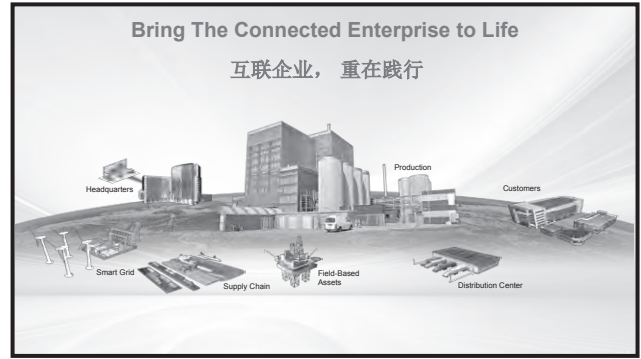 Bring The Connected Enterprise to Life
互联企业， 重在践行
Production
Headquarters
Customers
Smart Grid
Supply Chain
Field-Based
Assets
Distribution Center